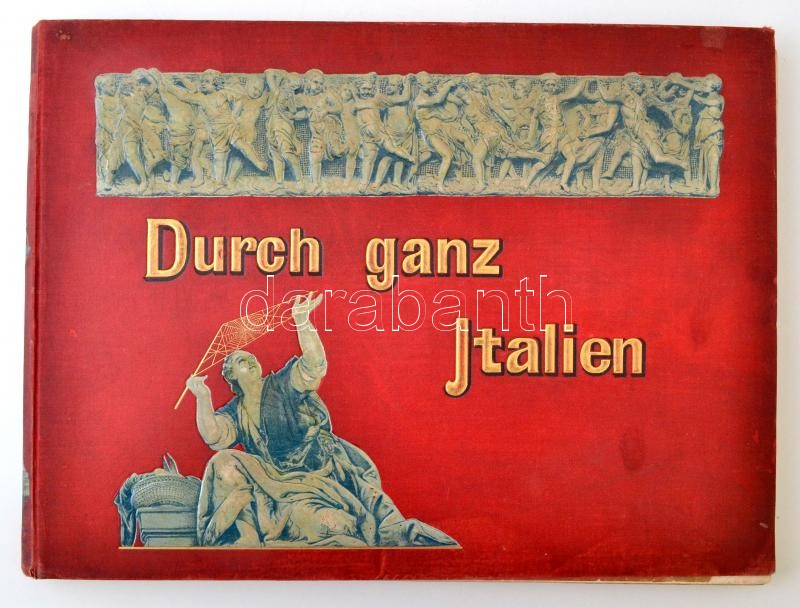 Durch ganz
darabanth
Jtalien